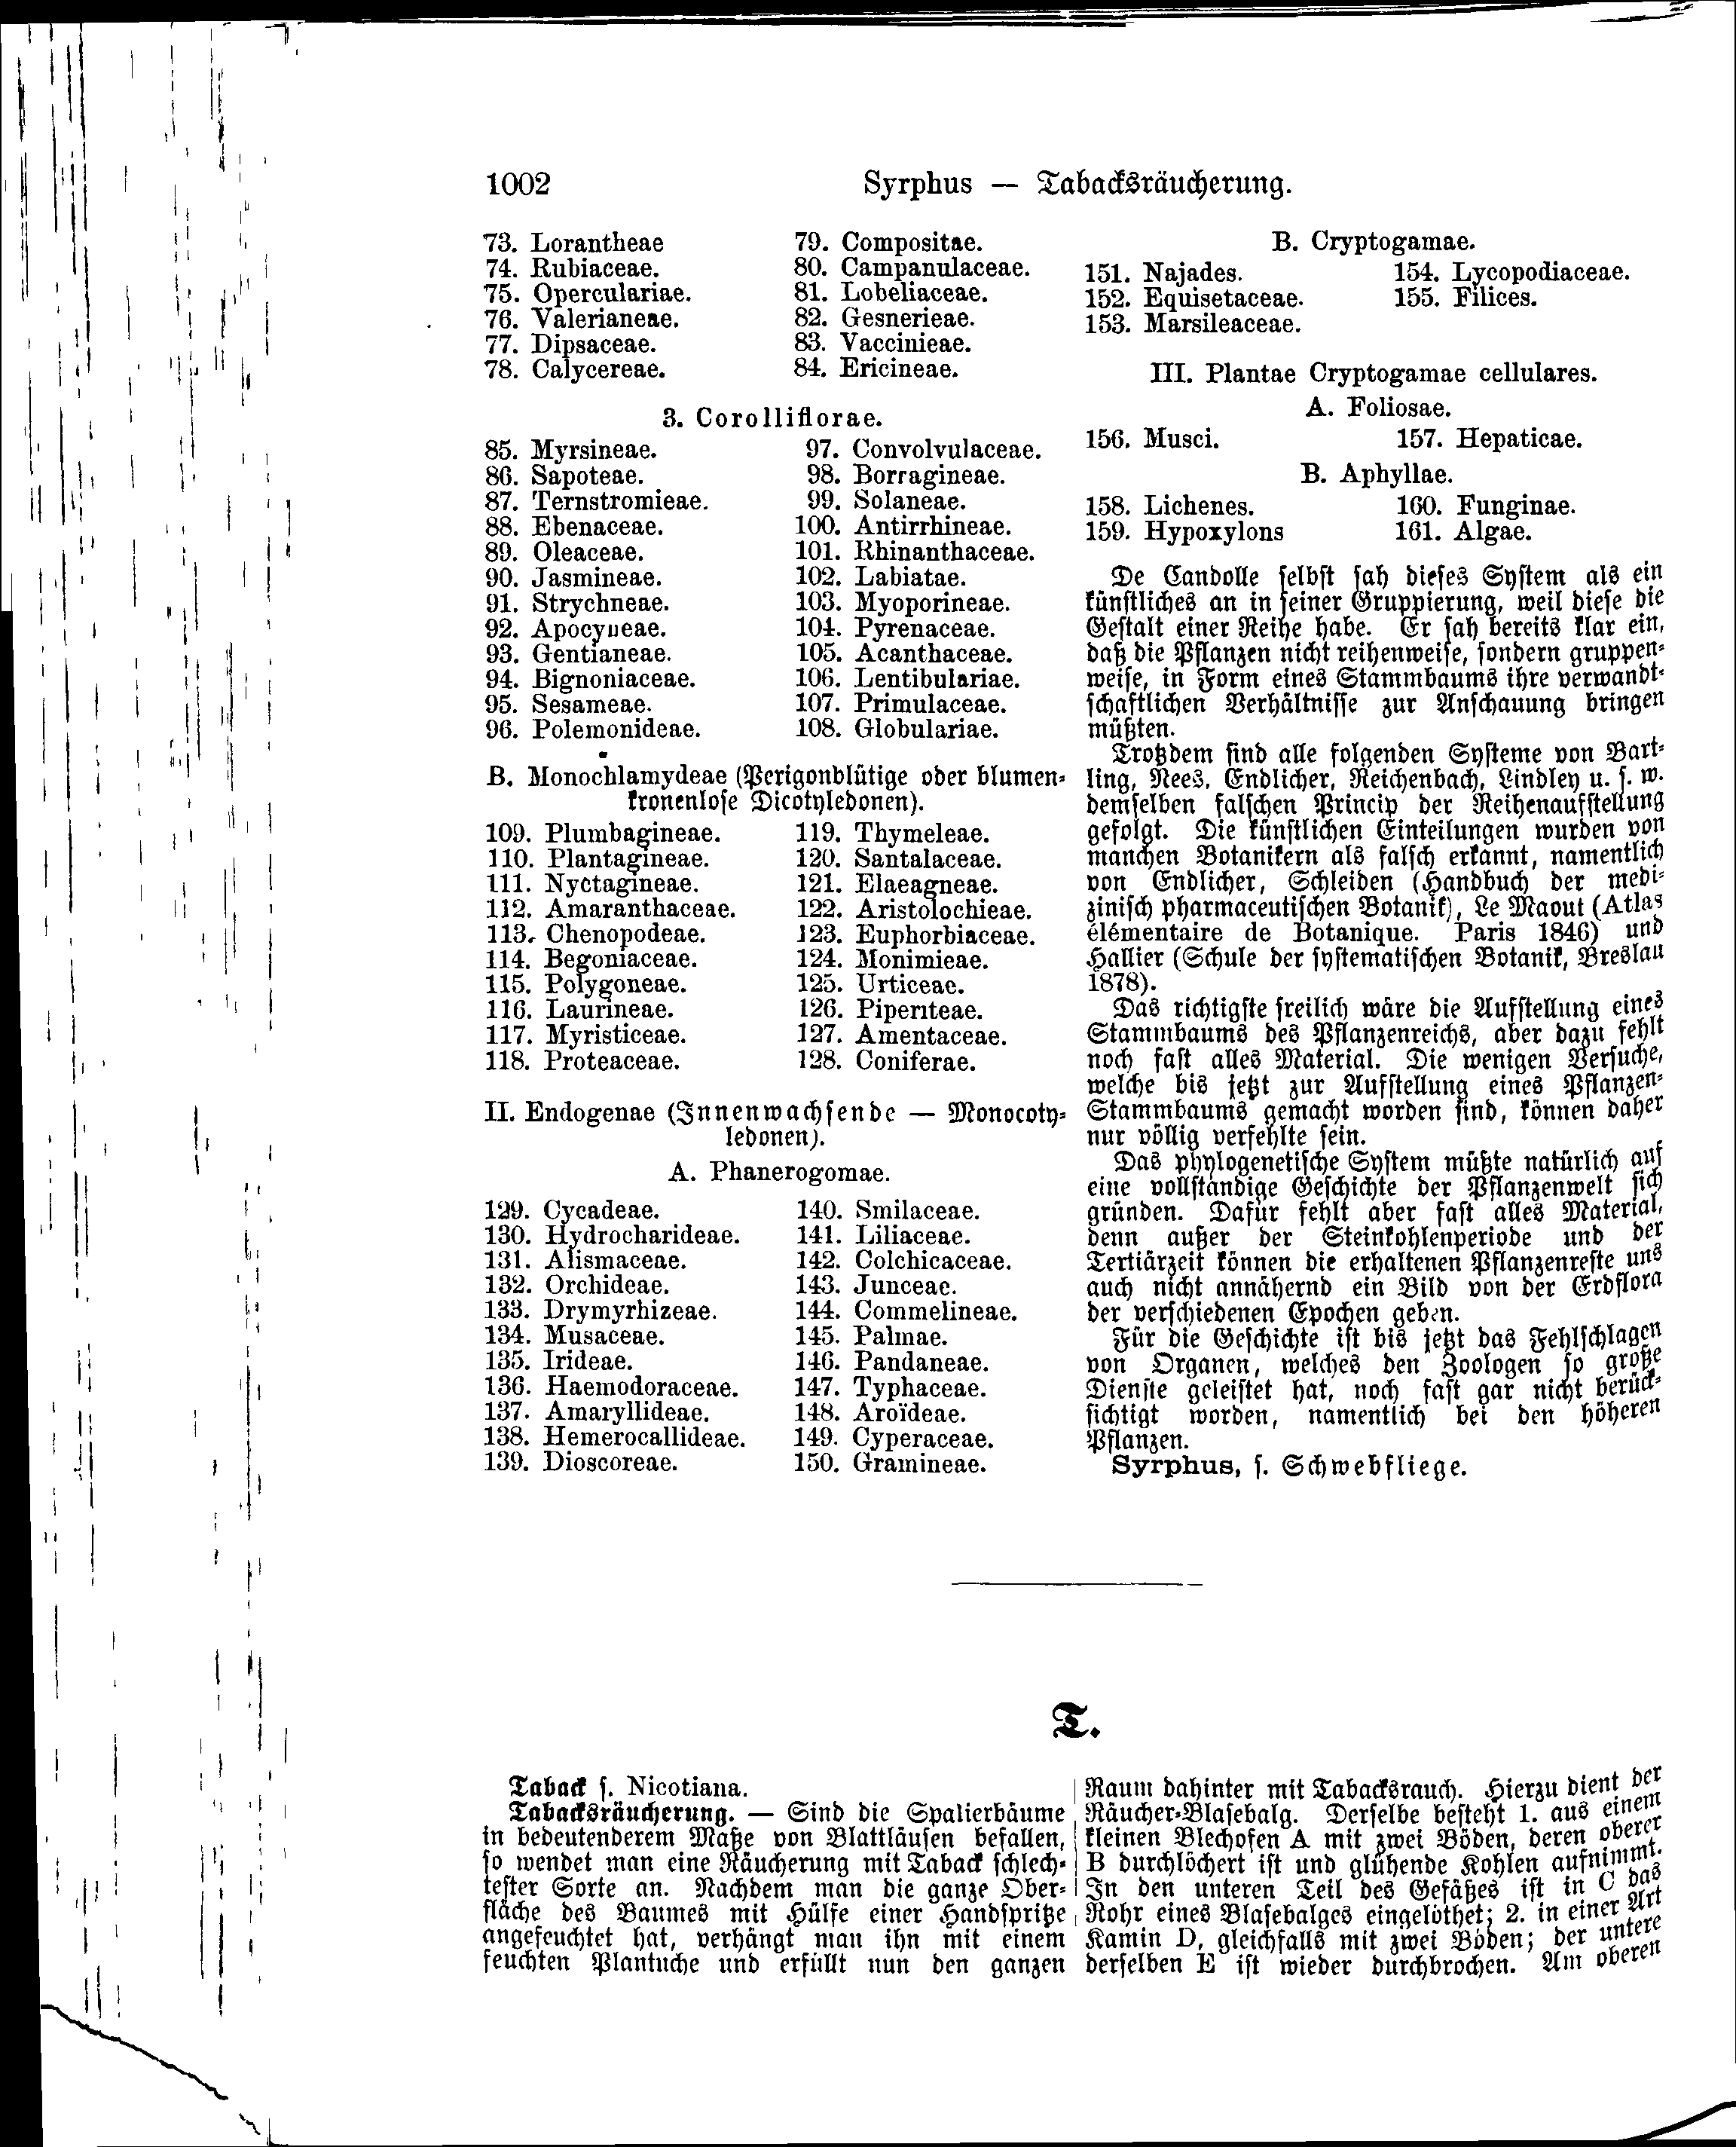 1002
Syrphus — Tabacksräucherung.
73. Lorantheae
74. Rubiaceae.
75. Operculariae.
76. Valerianeae.
77. Dipsaceae.
78. Calycereae.
79. Compositae.
80. Campanulaceae.
81. Lobeliaceae.
82. Gesnerieae.
83. Vaccinieae.
84. Ericineae.
3. Corolliflorae.
85. Myrsineae.
86. Sapoteae.
87. Ternstromieae.
88. Ebenaceae.
89. Oleaceae.
90. Jasmineae.
91. Strychneae.
92. Apocyneae.
93. Gentianeae.
94. Bignoniaceae.
95. Sesameae.
96. Polemonideae.
97. Convolvulaceae.
98. Borragineae.
99. Solaneae.
100. Antirrhineae.
101. Rhinanthaceae.
102. Labiatae.
103. Myoporineae.
104. Pyrenaceae.
105. Acanthaceae.
106. Lentibulariae.
107. Primulaceae.
108. Globulariae.
B. Monochlamydeae (Perigonblütige oder blumen-
kronenlose Dicotyledonen).
109. Plumbagineae.
110. Plantagineae.
111. Nyctagineae.
112. Amaranthaceae.
113. Chenopodeae.
114. Begoniaceae.
115. Polygoneae.
116. Laurineae.
117. Myristiceae.
118. Proteaceae.
119. Thymeleae.
120. Santalaceae.
121. Elaeagneae.
122. Aristolochieae.
123. Euphorbiaceae.
124. Monimieae.
125. Urticeae.
126. Piperiteae.
127. Amentaceae.
128. Coniferae.
II. Endogenae (Innenwachsende — Monocoty-
ledonen).
A. Phanerogomae.
129. Cycadeae.
130. Hydrocharideae.
131. Alismaceae.
132. Orchideae.
133. Drymyrhizeae.
134. Musaceae.
135. Irideae.
136. Haemodoraceae.
137. Amaryllideae.
138. Hemerocallideae.
139. Dioscoreae.
140. Smilaceae.
141. Liliaceae.
142. Colchicaceae.
143. Junceae.
144. Commelineae.
145. Palmae.
146. Pandaneae.
147. Typhaceae.
148. Aroïdeae.
149. Cyperaceae.
150. Gramineae.
B. Cryptogamae.
151. Najades.
152. Equisetaceae.
153. Marsileaceae.
154. Lycopodiaceae.
155. Filices.
III. Plantae Cryptogamae cellulares.
A. Foliosae.
156. Musci.
157. Hepaticae.
B. Aphyllae.
158. Lichenes.
159. Hypoxylons
160. Funginae.
161. Algae.
De Candolle selbst sah dieses System als ein
künstliches an in seiner Gruppierung, weil diese die
Gestalt einer Reihe habe. Er sah bereits klar ein,
daß die Pflanzen nicht reihenweise, sondern gruppen-
weise, in Form eines Stammbaums ihre verwandt-
schaftlichen Verhältnisse zur Anschauung bringen
müßten.
Trotzdem sind alle folgenden Systeme von Bart-
ling, Nees, Endlicher, Reichenbach, Lindley u. s. w.
demselben falschen Princip der Reihenaufstellung
gefolgt. Die künstlichen Einteilungen wurden von
manchen Botanikern als falsch erkannt, namentlich
von Endlicher, Schleiden (Handbuch der medi-
zinisch pharmaceutischen Botanik), Le Maout (Atlas
élémentaire de Botanique. Paris 1846) und
Hallier (Schule der systematischen Botanik, Breslau
1878).
Das richtigste freilich wäre die Aufstellung eines
Stammbaums des Pflanzenreichs, aber dazu fehlt
noch fast alles Material. Die wenigen Versuche,
welche bis jetzt zur Aufstellung eines Pflanzen-
Stammbaums gemacht worden sind, können daher
nur völlig verfehlte sein.
Das phylogenetische System müßte natürlich auf
eine vollständige Geschichte der Pflanzenwelt sich
gründen. Dafür fehlt aber fast alles Material,
denn außer der Steinkohlenperiode und der
Tertiärzeit können die erhaltenen Pflanzenreste uns
auch nicht annähernd ein Bild von der Erdflora
der verschiedenen Epochen geben.
Für die Geschichte ist bis jetzt das Fehlschlagen
von Organen, welches den Zoologen so große
Dienste geleistet hat, noch fast gar nicht berück-
sichtigt worden, namentlich bei den höheren
Pflanzen.
Syrphus, s. Schwebfliege.
T.
Taback s. Nicotiana.
Tabacksräucherung. — Sind die Spalierbäume
in bedeutenderem Maße von Blattläusen befallen,
so wendet man eine Räucherung mit Taback schlech-
tester Sorte an. Nachdem man die ganze Ober-
fläche des Baumes mit Hülfe einer Handspritze
angefeuchtet hat, verhängt man ihn mit einem
feuchten Plantuche und erfüllt nun den ganzen
Raum dahinter mit Tabacksrauch. Hierzu dient der
Räucher-Blasebalg. Derselbe besteht 1. aus einem
kleinen Blechofen A mit zwei Böden, deren oberer
B durchlöchert ist und glühende Kohlen aufnimmt.
In den unteren Teil des Gefäßes ist in C das
Rohr eines Blasebalges eingelöthet; 2. in einer Art
Kamin D, gleichfalls mit zwei Böden; der untere
derselben E ist wieder durchbrochen. Am oberen